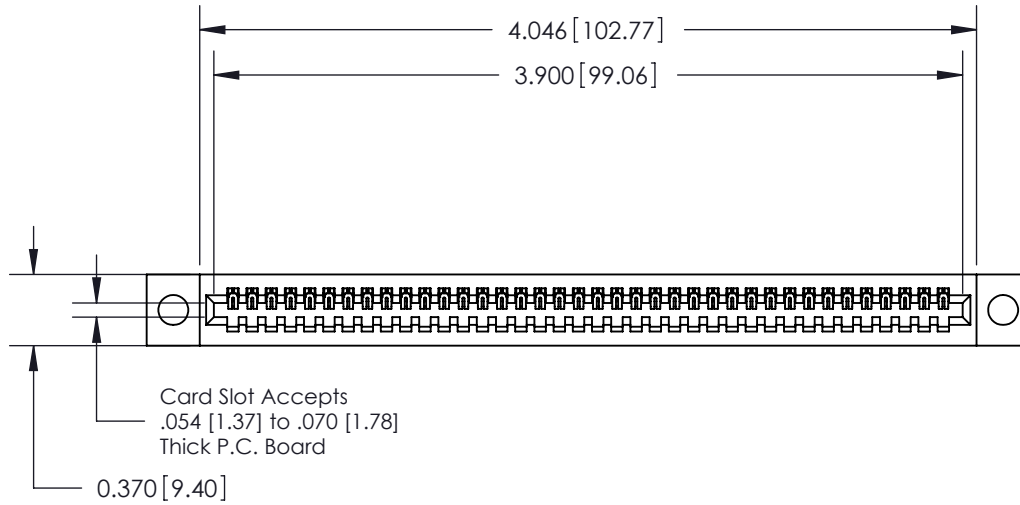 4.046[102.77]
3.900[99.06]
Card Slot Accepts
.054 [1.37] to .070 [1.78]
Thick P.C. Board
0.370[9.40]